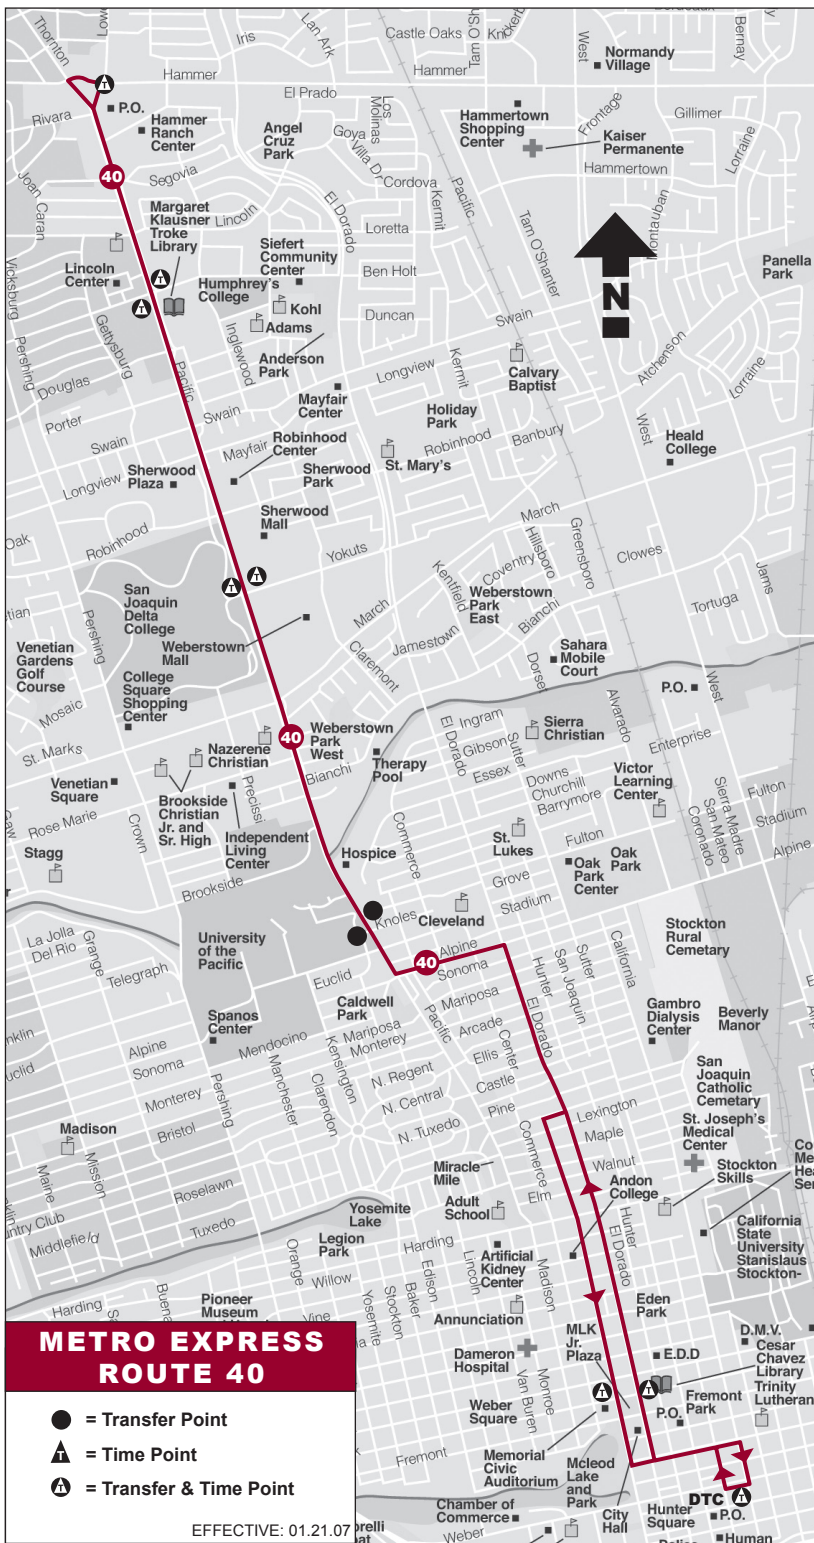 Thornton
Lowe
Iris
Lan Ark
Castle Oaks
Knickerb
Tam O'Sh
West
Bernay
Normandy
Village
Hammer
Hammer
El Prado
Los
Molinas
Rivara
P.O.
Hammer
Ranch
Center
Angel
Cruz
Park
Goya
Villa Dr
Hammertown
Shopping
Center
Frontage
Gillimer
Kaiser
Permanente
Lorraine
Hammertown
40
Segovia
Cordova
Pacific
Joan Caran
Margaret
Klausner
Troke
Library
Lincoln
El Dorado
Kermit
Loretta
Tam O'Shanter
Montauban
Siefert
Community
Center
Ben Holt
N
Panella
Park
Vicksburg
Lincoln
Center
Humphrey's
College
Kohl
Adams
Duncan
Swain
Pershing
Gettysburg
Pacific
Inglewood
Anderson
Park
Longview
Kermit
Calvary
Baptist
Atchenson
Lorraine
Douglas
Mayfair
Center
Porter
Swain
Holiday
Park
West
Swain
Mayfair
Robinhood
Center
Robinhood
Banbury
Heald
College
Longview
Sherwood
Plaza
Sherwood
Park
St. Mary's
Sherwood
Mall
March
Oak
Robinhood
Yokuts
Hillsboro
Greensboro
Clowes
Coventry
San
Joaquin
Delta
College
Kentfield
Weberstown
Park
East
Jams
Tortuga
Pershing
March
Bianchi
Venetian
Gardens
Golf
Course
Weberstown
Mall
Jamestown
Claremont
Sahara
Mobile
Court
Dorset
College
Square
Shopping
Center
P.O.
West
Mosaic
El Dorado
Alvarado
40
Weberstown
Park
West
Ingram
Sierra
Christian
St. Marks
Nazerene
Christian
Therapy
Pool
Gibson
Sutter
Enterprise
Bianchi
Essex
Venetian
Square
Brookside
Christian
Jr. and
Sr. High
Precissi
Downs
Churchill
Barrymore
Victor
Learning
Center
Fulton
Sierra Madre
San Mateo
Coronado
Stadium
Rose Marie
Crown
Independent
Living
Center
Commerce
St.
Lukes
Fulton
Alpine
Stagg
Hospice
Oak
Park
Center
Oak
Park
Brookside
Grove
Stadium
Knoles
Cleveland
La Jolla
Del Rio
Grange
University
of the
Pacific
Stockton
Rural
Cemetary
Telegraph
40
Alpine
Sonoma
Hunter
San Joaquin
Sutter
California
Euclid
Mariposa
El Dorado
Caldwell
Park
Pacific
Gambro
Dialysis
Center
Beverly
Manor
Spanos
Center
Arcade
Mariposa
Monterey
Alpine
Mendocino
Kensington
Center
Ellis
Sonoma
Manchester
N. Regent
San
Joaquin
Catholic
Cemetary
Clarendon
Castle
Monterey
Pershing
N. Central
Pine
Lexington
Bristol
N. Tuxedo
Maple
St. Joseph's
Medical
Center
Madison
Commerce
Walnut
Mission
Maine
Miracle
Mile
Andon
College
Stockton
Skills
Roselawn
Elm
Yosemite
Lake
Adult
School
Hunter
El Dorado
California
State
University
Stanislaus
Stockton-
Tuxedo
Legion
Park
Harding
Middlefield
Orange
Edison
Lincoln
Artificial
Kidney
Center
Madison
Willow
Baker
Stockton
Yosemite
Harding
Pioneer
Museum
Vine
Eden
Park
Annunciation
MLK
Jr.
Plaza
D.M.V.
METRO EXPRESS
ROUTE 40
E.D.D
Cesar
Chavez
Library
Dameron
Hospital
Monroe
Van Buren
Trinity
Lutheran
= Transfer Point
Weber
Square
P.O.
Fremont
Park
= Time Point
Fremont
Memorial
Civic
Auditorium
Mcleod
Lake
and
Park
= Transfer & Time Point
DTC
Chamber of
Commerce
City
Hall
Hunter
Square
P.O.
EFFECTIVE: 01.21.07
Weber
Human